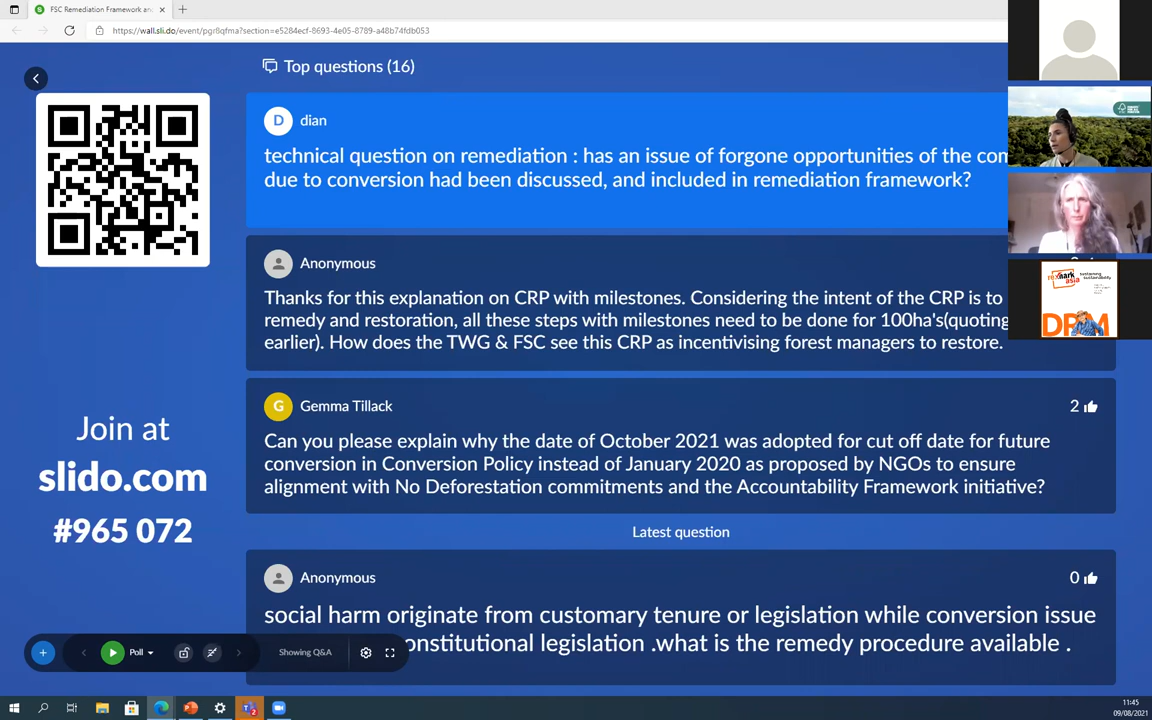 FSC Remediation Framework an
https://wall.sli.do/event/pgr8qfma?section=e5284ecf-8693-4e05-8789-a48b74fdb053
Top questions (16)
D dian
technical question on remediation : has an issue of forgone opportunities of the com
due to conversion had been discussed, and included in remediation framework?
Anonymous
Thanks for this explanation on CRP with milestones. Considering the intent of the CRP is to
remedy and restoration, all these steps with milestones need to be done for 100ha's(quoting
earlier). How does the TWG & FSC see this CRP as incentivising forest managers to restore.
G Gemma Tillack
2
Can you please explain why the date of October 2021 was adopted for cut off date for future
conversion in Conversion Policy instead of January 2020 as proposed by NGOs to ensure
alignment with No Deforestation commitments and the Accountability Framework initiative?
Latest question
Anonymous
0
social harm originate from customary tenure or legislation while conversion issue
onstitutional legislation .what is the remedy procedure available .
Join at
slido.com
#965 072
Poll
Showing Q&A
mark
asia
sustaining
sustainability
11:45
09/08/2021